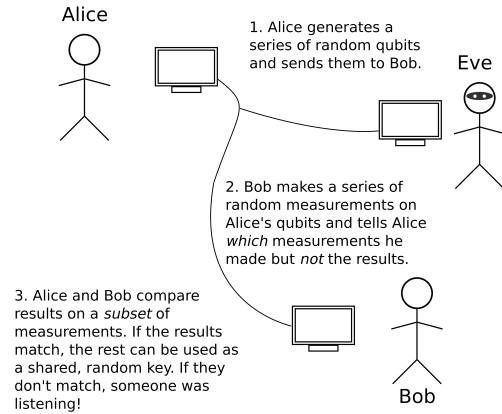 Alice
1. Alice generates a
series of random qubits
and sends them to Bob.
Eve
2. Bob makes a series of
random measurements on
Alice's qubits and tells Alice
which measurements he
made but not the results.
3. Alice and Bob compare
results on a subset of
measurements. If the results
match, the rest can be used as
a shared, random key. If they
don't match, someone was
listening!
Bob